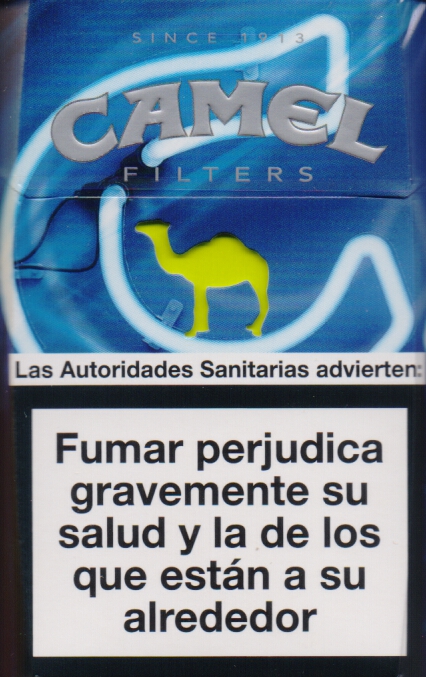 SINCE 1913
CAMEL
FILTERS
Las Autoridades Sanitarias advierten:
Fumar perjudica
gravemente su
salud y la de los
que están a su
alrededor